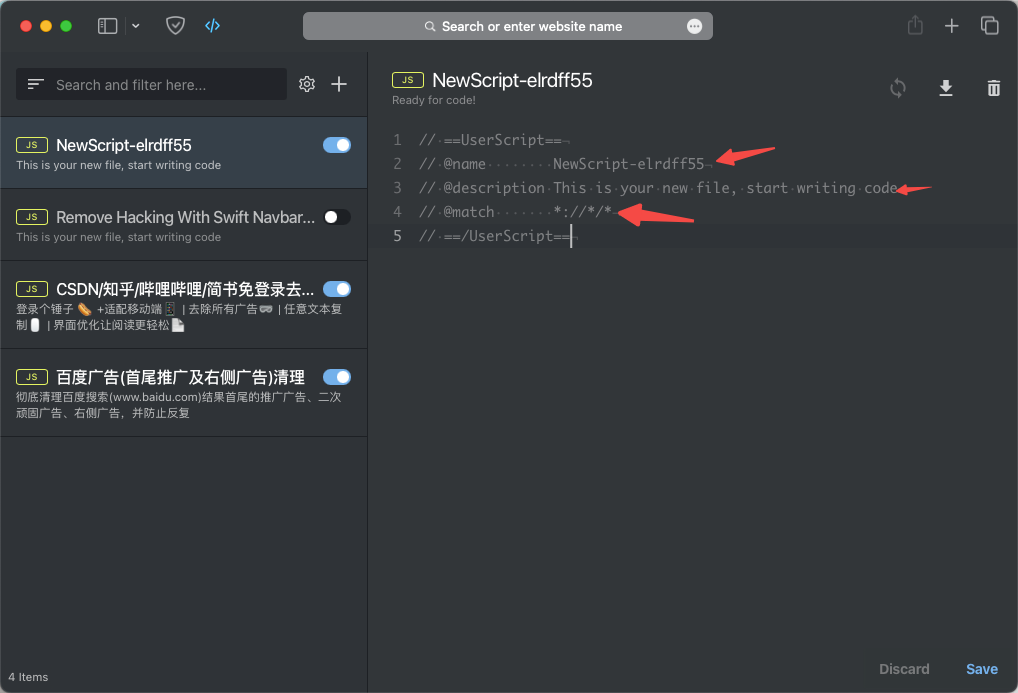 Search or enter website name
Search and filter here...
JS NewScript-elrdff55
This is your new file, start writing code
JS Remove Hacking With Swift Navbar...
This is your new file, start writing code
JS CSDN/知乎/哔哩哔哩/简书免登录去...
登录个锤子 🌭 +适配移动端📱 | 去除所有广告🕶️ | 任意文本复
制🥛 | 界面优化让阅读更轻松📄
JS 百度广告(首尾推广及右侧广告)清理
彻底清理百度搜索(www.baidu.com)结果首尾的推广广告、二次
顽固广告、右侧广告，并防止反复
4 Items
JS NewScript-elrdff55
Ready for code!
1 // ==UserScript==
2 // @name NewScript-elrdff55
3 // @description This is your new file, start writing code
4 // @match *://*/*
5 // ==/UserScript==
Discard Save